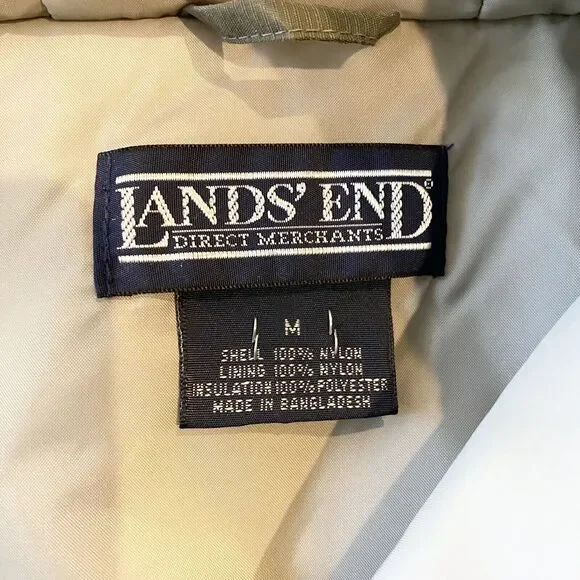 LANDS' END
DIRECT MERCHANTS
M
SHELL 100% NYLON
LINING 100% NYLON
INSULATION 100% POLYESTER
MADE IN BANGLADESH